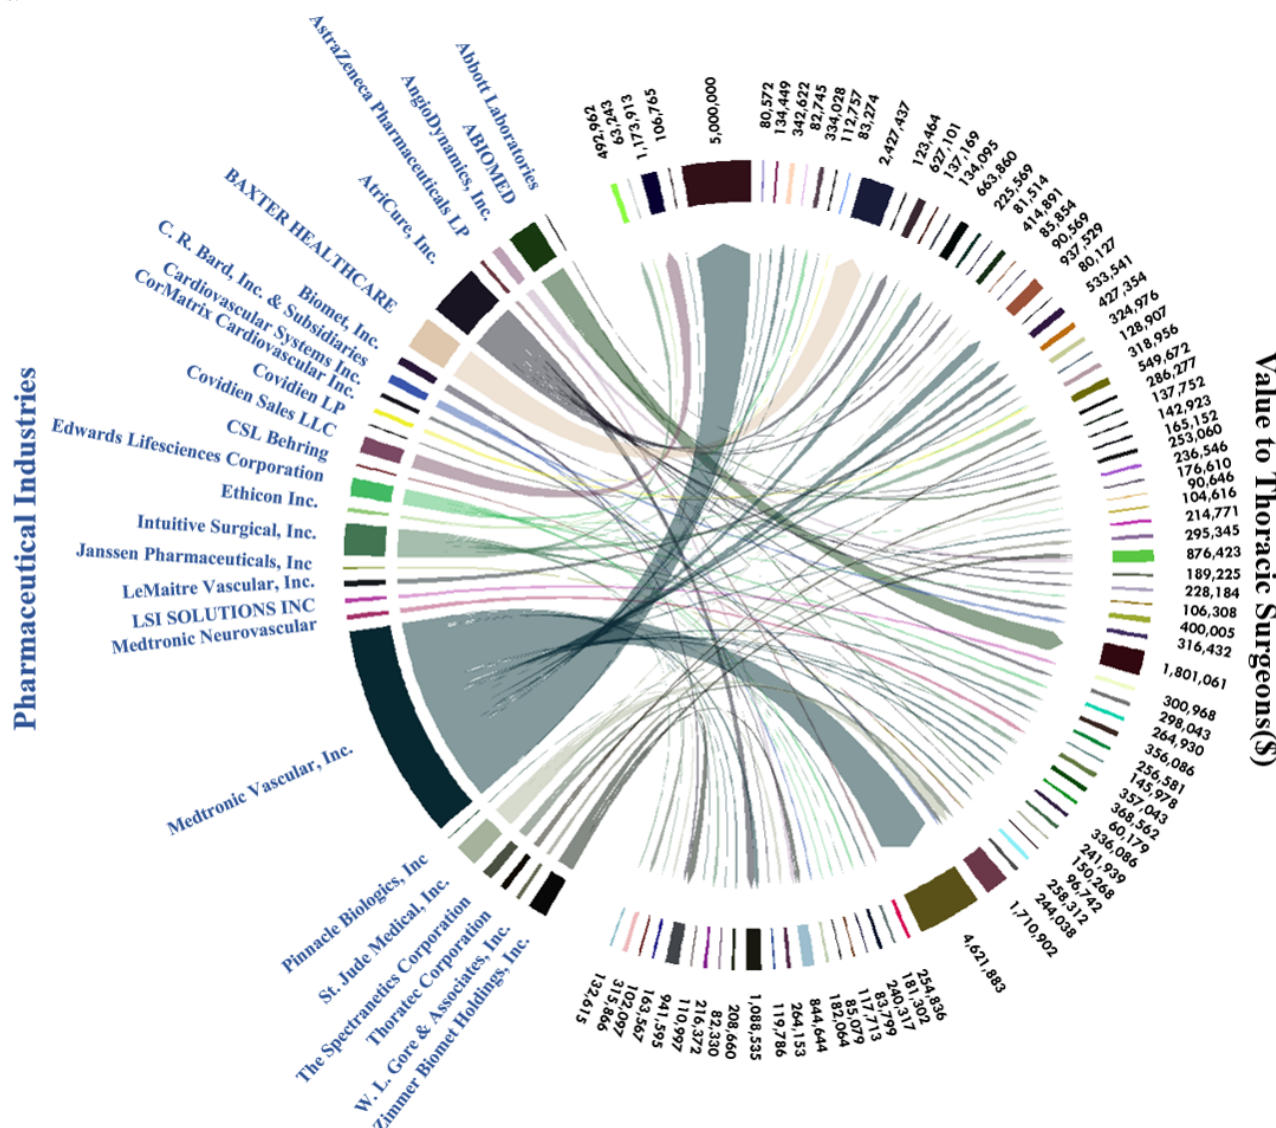 Pharmaceutical Industries
Abbott Laboratories
ABIOMED
AngioDynamics, Inc.
AstraZeneca Pharmaceuticals LP
AtriCure, Inc.
BAXTER HEALTHCARE
Biomet, Inc.
C. R. Bard, Inc. & Subsidiaries
Cardiovascular Systems Inc.
CorMatrix Cardiovascular Inc.
Covidien LP
Covidien Sales LLC
CSL Behring
Edwards Lifesciences Corporation
Ethicon Inc.
Intuitive Surgical, Inc.
Janssen Pharmaceuticals, Inc
LeMaitre Vascular, Inc.
LSI SOLUTIONS INC
Medtronic Neurovascular
Medtronic Vascular, Inc.
Pinnacle Biologics, Inc
St. Jude Medical, Inc.
The Spectranetics Corporation
Thoratec Corporation
W. L. Gore & Associates, Inc.
Zimmer Biomet Holdings, Inc.
492,962
63,243
1,173,913
106,765
5,000,000
80,572
134,449
342,622
82,745
334,028
112,757
83,274
2,427,437
123,464
627,101
137,169
134,095
663,860
225,569
81,514
414,891
85,854
90,569
937,529
80,127
533,541
427,354
324,976
128,907
318,956
549,672
286,277
137,752
142,923
165,152
253,060
236,546
176,610
90,646
104,616
214,771
295,345
876,423
189,225
228,184
106,308
400,005
316,432
1,801,061
300,968
298,043
264,930
356,086
256,581
145,978
357,043
368,562
60,179
336,086
241,939
150,268
96,742
258,312
244,038
1,710,902
4,621,883
254,836
181,302
240,317
83,799
117,713
85,079
182,064
844,644
264,153
119,786
1,088,535
208,660
82,330
216,372
110,997
941,595
163,567
102,097
315,866
132,615
Value to Thoracic Surgeons($)